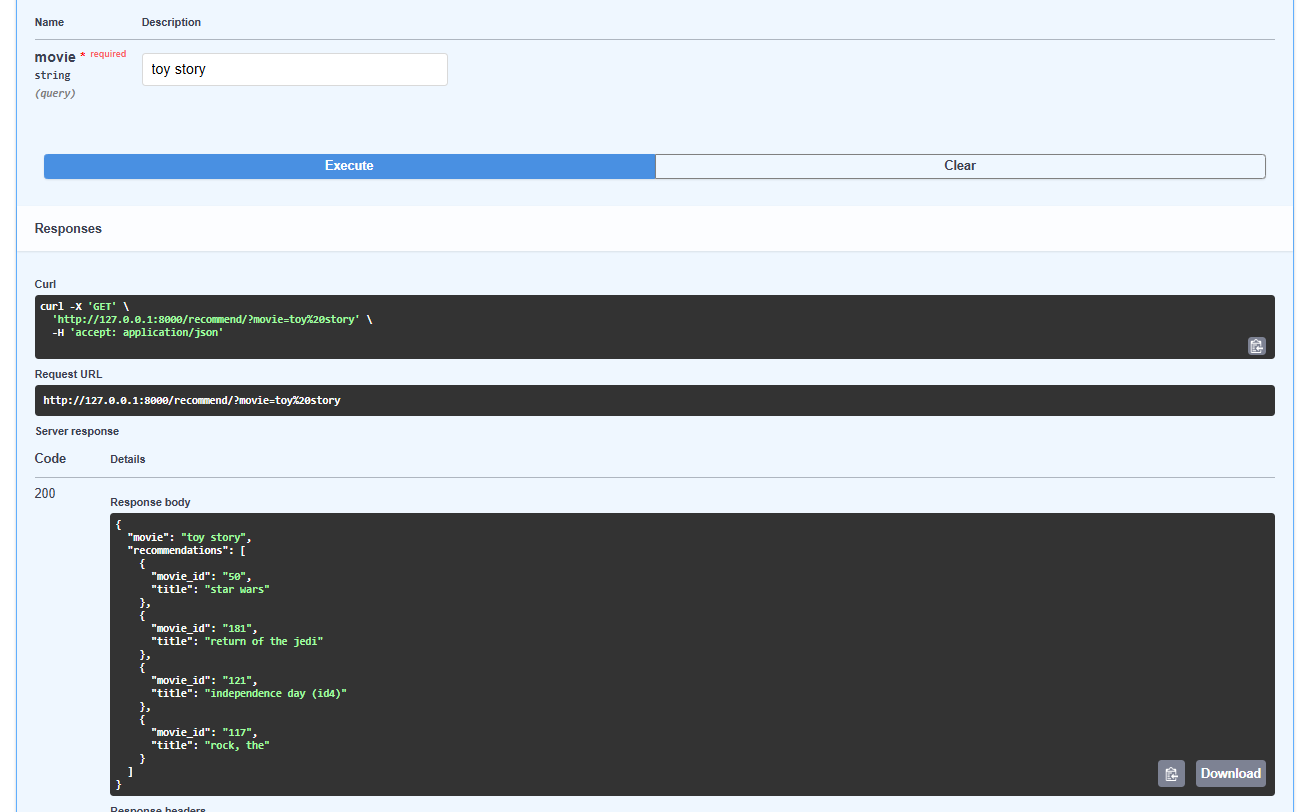 Name Description
movie * required
string
(query)
toy story
Execute Clear
Responses
Curl
curl -X 'GET' \
  'http://127.0.0.1:8000/recommend/?movie=toy%20story' \
  -H 'accept: application/json'
Request URL
http://127.0.0.1:8000/recommend/?movie=toy%20story
Server response
Code Details
200
Response body
{
  "movie": "toy story",
  "recommendations": [
    {
      "movie_id": "50",
      "title": "star wars"
    },
    {
      "movie_id": "181",
      "title": "return of the jedi"
    },
    {
      "movie_id": "121",
      "title": "independence day (id4)"
    },
    {
      "movie_id": "117",
      "title": "rock, the"
    }
  ]
}
Download
Response headers